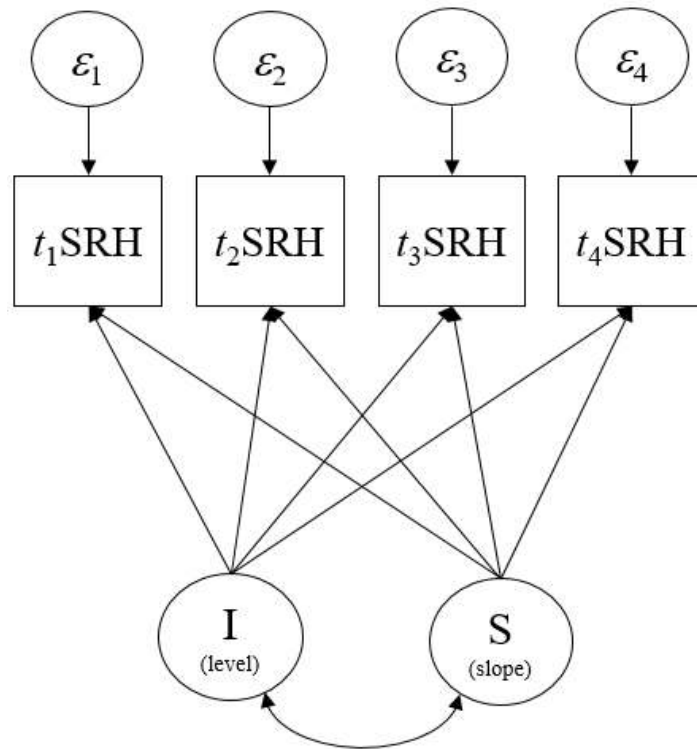 ε₁ ε₂ ε₃ ε₄
t₁SRH t₂SRH t₃SRH t₄SRH
I S
(level) (slope)